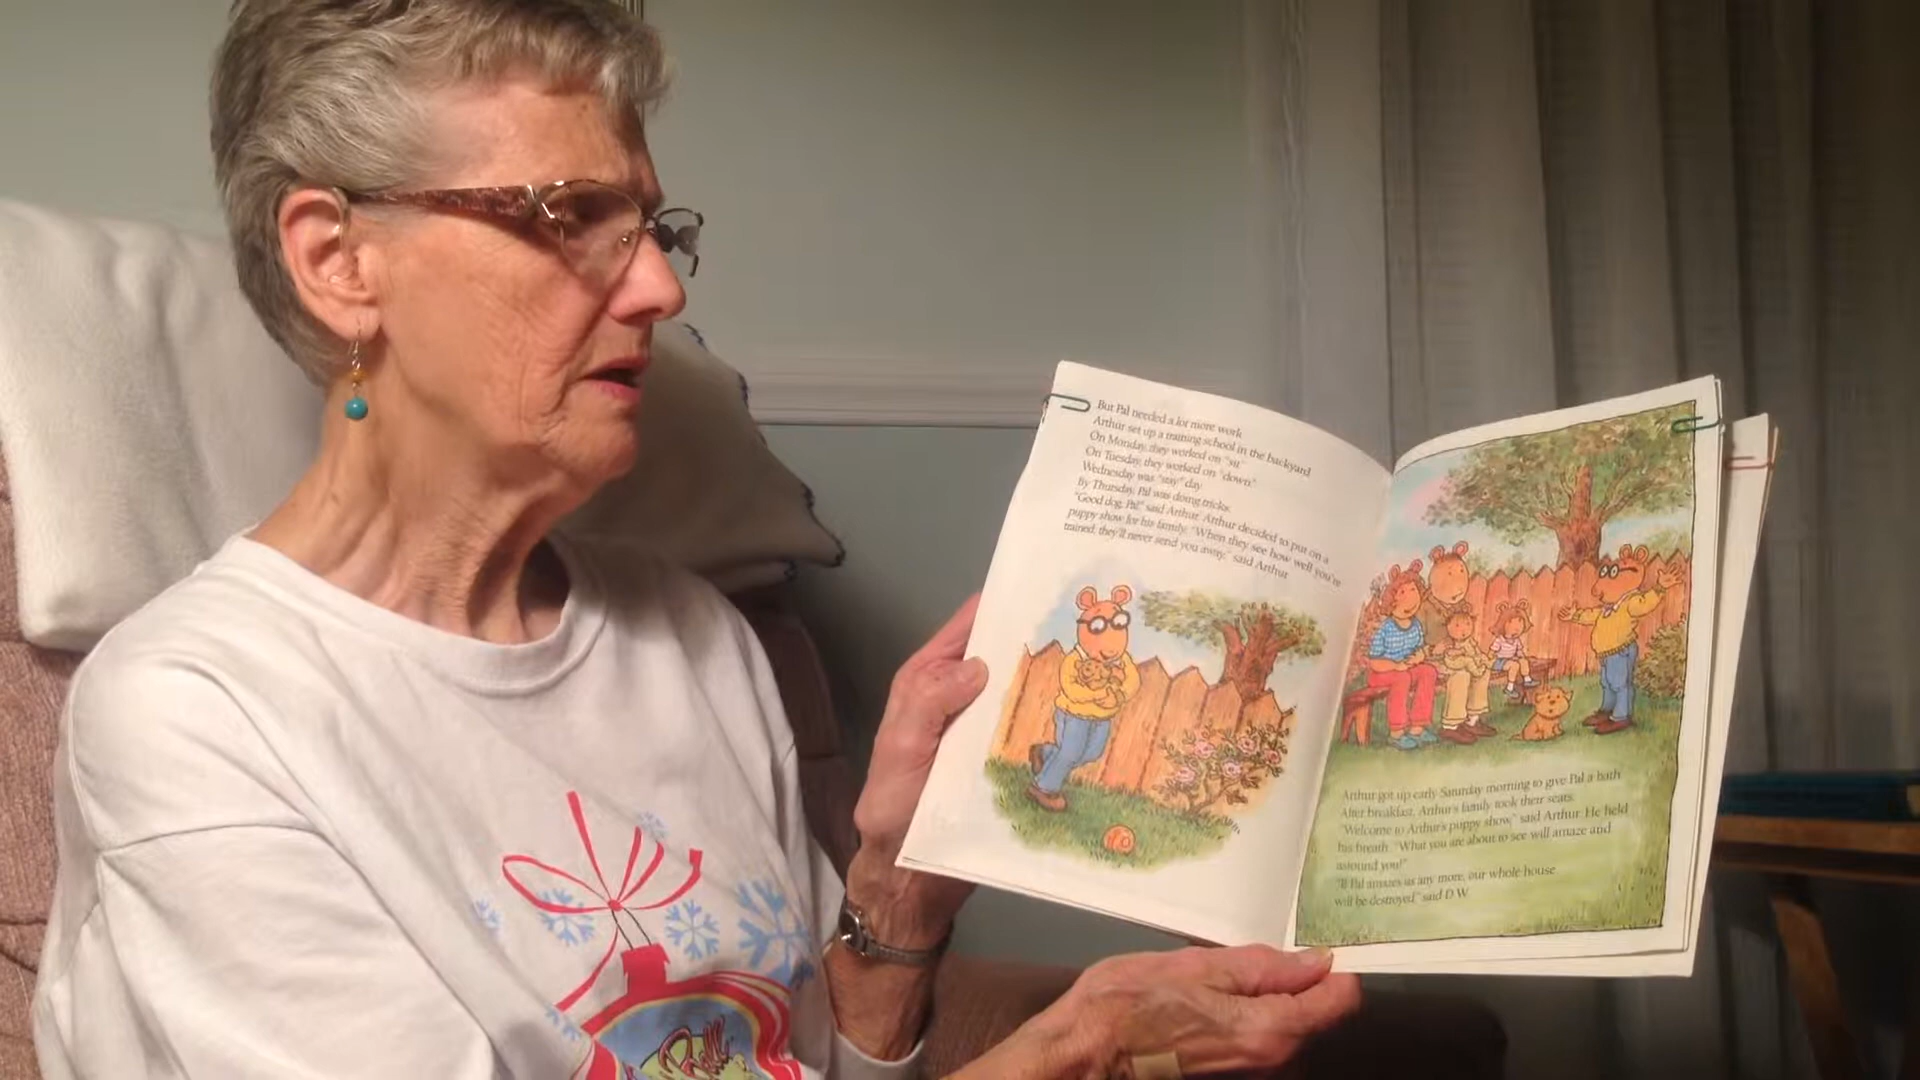 But Pal needed a lot more work.
Arthur set up a training school in the backyard
On Monday, they worked on "sit."
On Tuesday, they worked on "down."
Wednesday was "stay" day.
By Thursday, Pal was doing tricks.
"Good dog, Pal!" said Arthur. Arthur decided to put on a
puppy show for his family. "When they see how well you're
trained, they'll never send you away," said Arthur.
Arthur got up early Saturday morning to give Pal a bath.
After breakfast, Arthur's family took their seats.
"Welcome to Arthur's puppy show," said Arthur. He held
his breath. "What you are about to see will amaze and
astound you!"
"If Pal amazes us any more, our whole house
will be destroyed," said D.W.
Bell